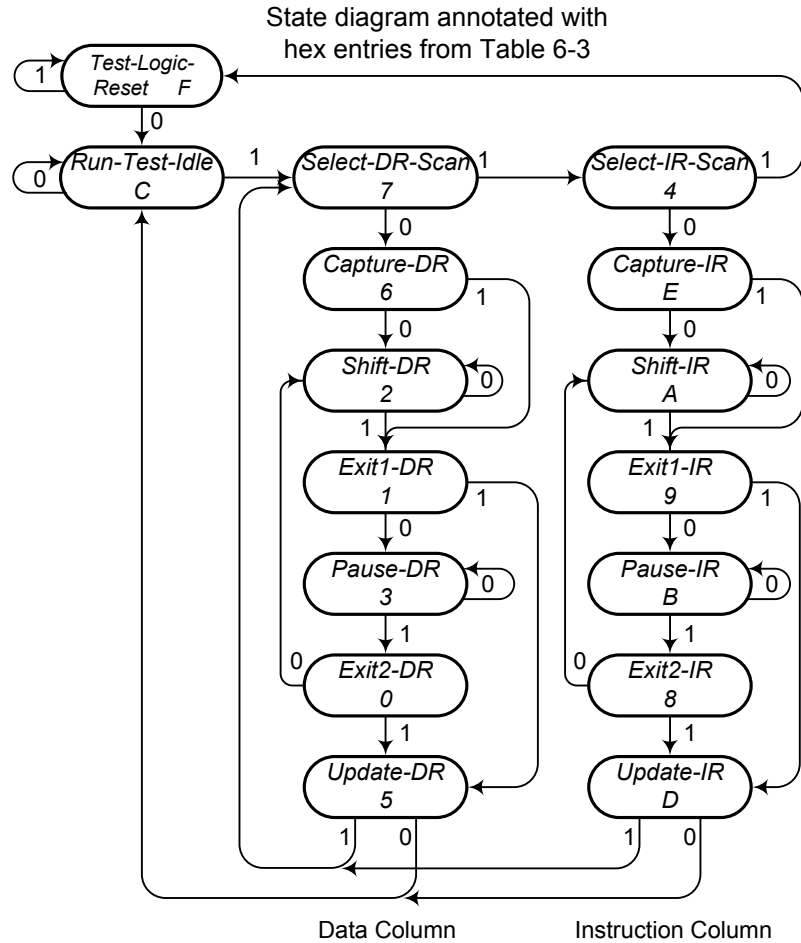 State diagram annotated with
hex entries from Table 6-3
Test-Logic-
Reset F
1
0
Run-Test-Idle
C
0
1
Select-DR-Scan
7
1
Select-IR-Scan
4
1
0
0
Capture-DR
6
1
Capture-IR
E
1
0
0
Shift-DR
2
0
Shift-IR
A
0
1
1
Exit1-DR
1
1
Exit1-IR
9
1
0
0
Pause-DR
3
0
Pause-IR
B
0
1
1
0
Exit2-DR
0
0
Exit2-IR
8
1
1
Update-DR
5
Update-IR
D
1
0
1
0
Data Column
Instruction Column